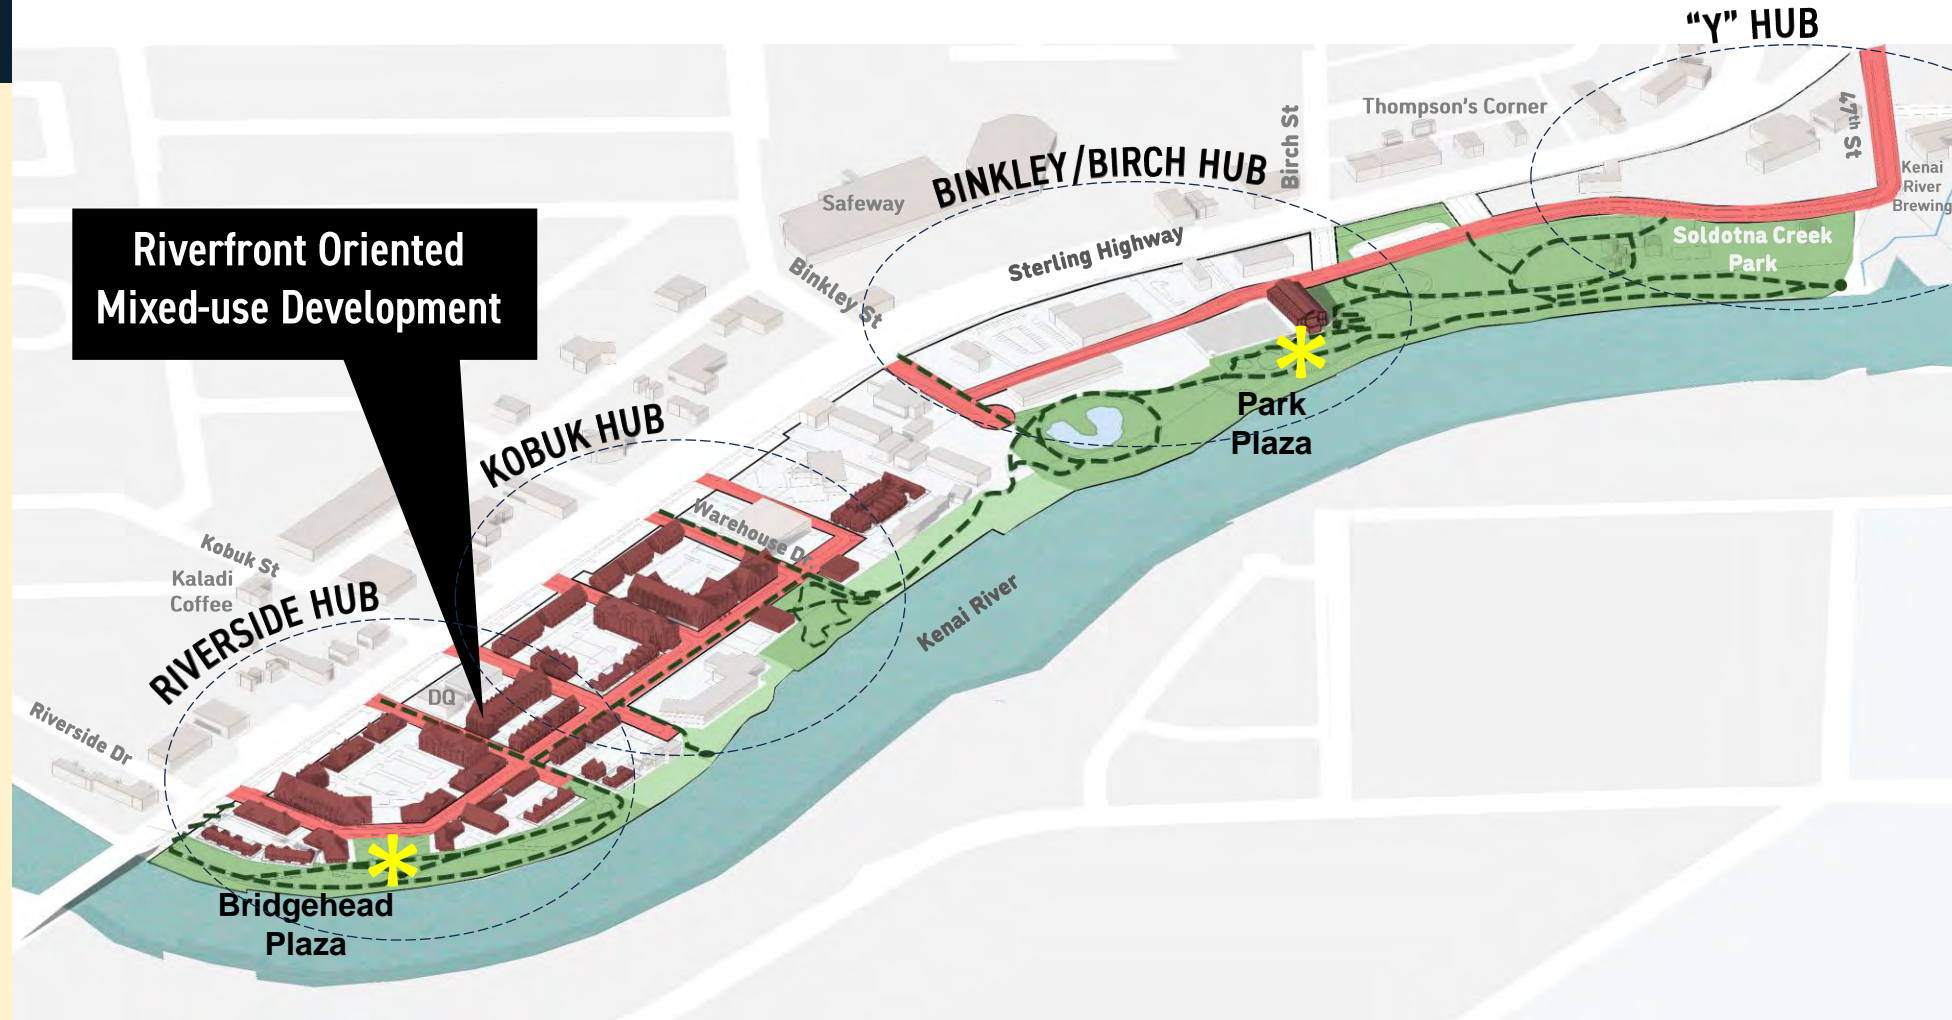 “Y” HUB
47th St
Thompson's Corner
Birch St
Kenai
River
Brewing
BINKLEY/BIRCH HUB
Safeway
Soldotna Creek
Park
Sterling Highway
Binkley St
Riverfront Oriented
Mixed-use Development
Park
Plaza
KOBUK HUB
Warehouse Dr.
Kobuk St
Kaladi
Coffee
Kenai River
RIVERSIDE HUB
DQ
Riverside Dr
Bridgehead
Plaza